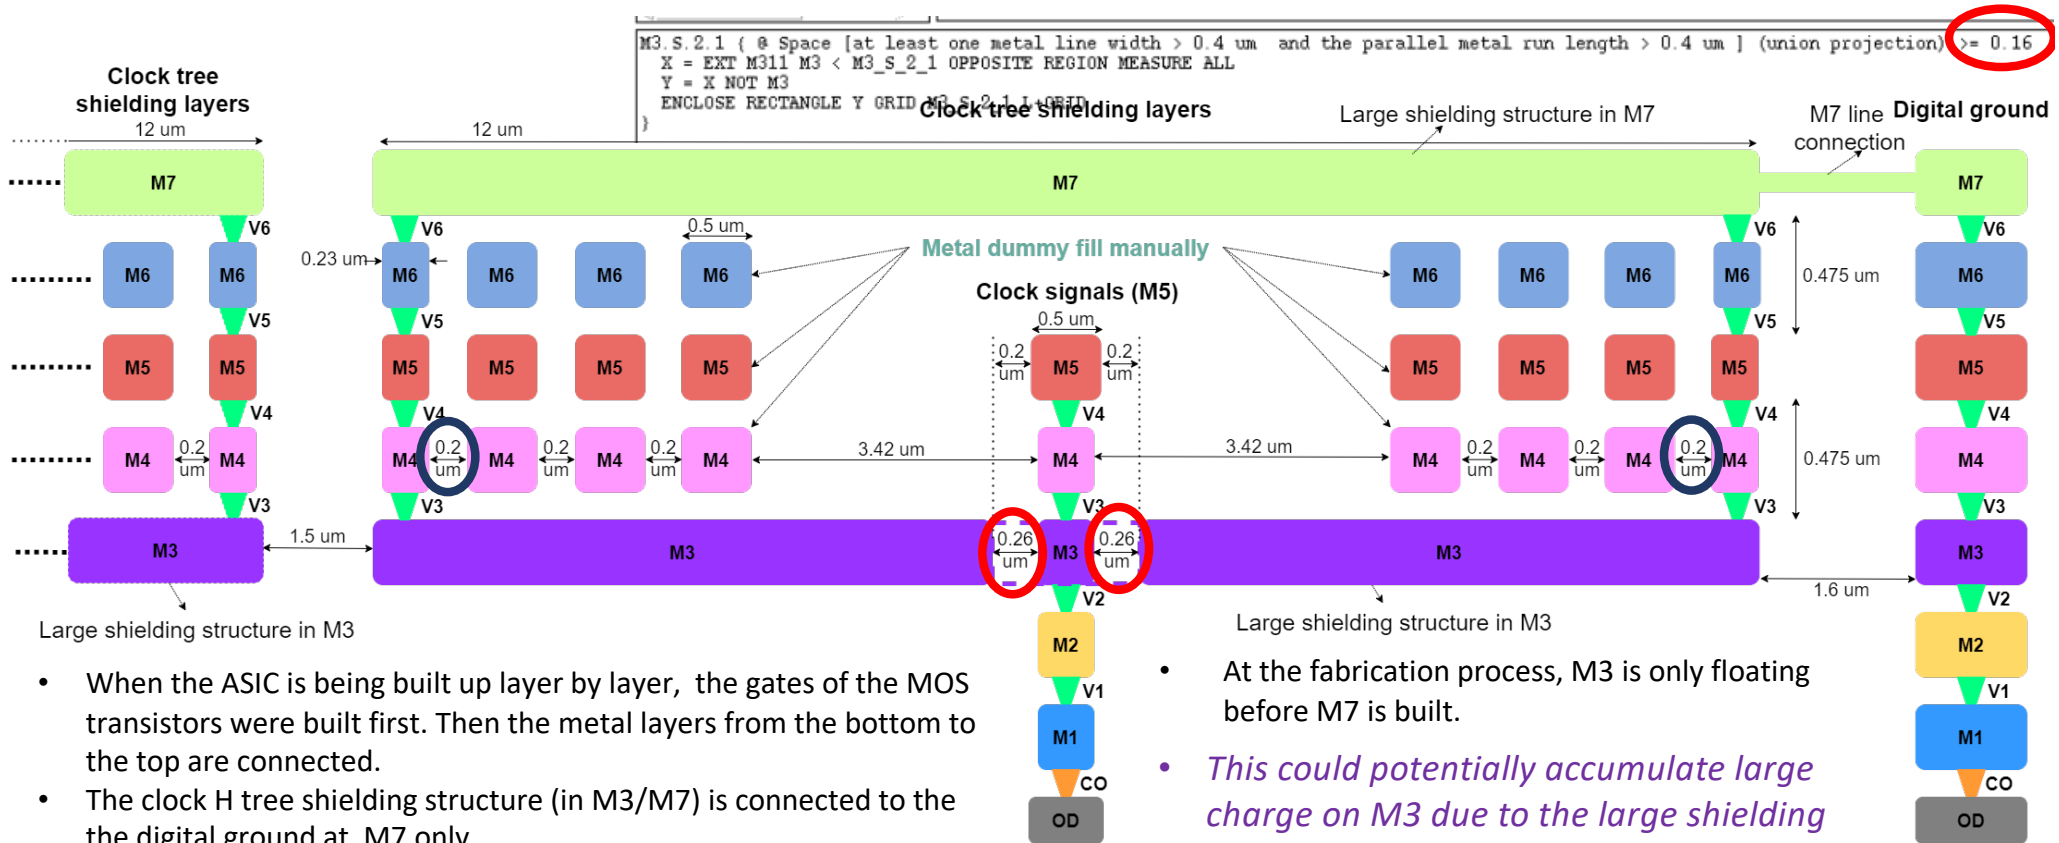 M3.S.2.1 { @ Space [at least one metal line width > 0.4 um and the parallel metal run length > 0.4 um ] (union projection) >= 0.16
X = EXT M311 M3 < M3_S_2_1 OPPOSITE REGION MEASURE ALL
Y = X NOT M3
ENCLOSE RECTANGLE Y GRID M3_S_2_1_L+GRID
}
Clock tree
shielding layers
Clock tree shielding layers
Large shielding structure in M7
M7 line
connection
Digital ground
12 um
12 um
M7
M7
M7
V6
V6
V6
V6
0.5 um
0.23 um
Metal dummy fill manually
M6
M6
M6
M6
M6
M6
M6
M6
M6
M6
M6
0.475 um
Clock signals (M5)
0.5 um
V5
V5
V5
V5
0.2
um
0.2
um
M5
M5
M5
M5
M5
M5
M5
M5
M5
M5
M5
M5
V4
V4
V4
V4
V4
M4
M4
M4
M4
M4
M4
M4
M4
M4
M4
M4
M4
0.2
um
0.2
um
0.2
um
0.2
um
3.42 um
3.42 um
0.2
um
0.2
um
0.2
um
0.475 um
V3
V3
V3
V3
V3
M3
1.5 um
M3
0.26
um
M3
0.26
um
M3
1.6 um
M3
V2
V2
Large shielding structure in M3
Large shielding structure in M3
M2
M2
V1
V1
M1
M1
CO
CO
OD
OD
• When the ASIC is being built up layer by layer, the gates of the MOS
transistors were built first. Then the metal layers from the bottom to
the top are connected.
• The clock H tree shielding structure (in M3/M7) is connected to the
the digital ground at M7 only
• At the fabrication process, M3 is only floating
before M7 is built.
• This could potentially accumulate large
charge on M3 due to the large shielding